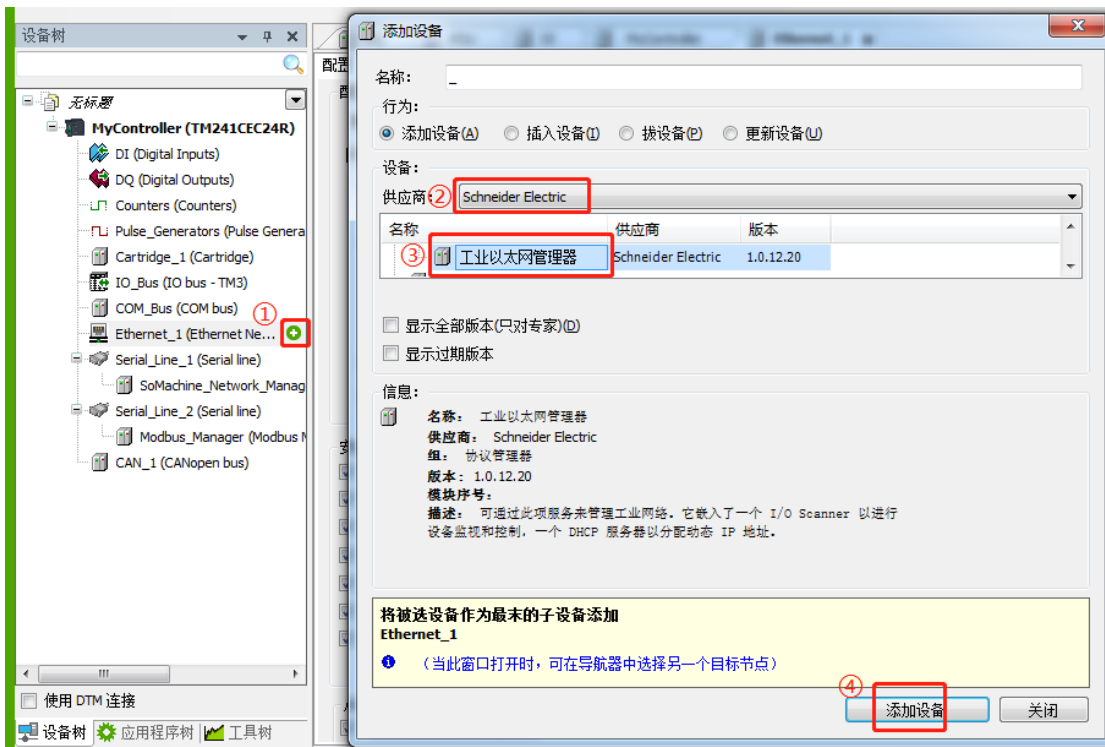 设备树
无标题
MyController (TM241CEC24R)
DI (Digital Inputs)
DQ (Digital Outputs)
Counters (Counters)
Pulse_Generators (Pulse Genera
Cartridge_1 (Cartridge)
IO_Bus (IO bus - TM3)
COM_Bus (COM bus)
①
Ethernet_1 (Ethernet Ne...
Serial_Line_1 (Serial line)
SoMachine_Network_Manag
Serial_Line_2 (Serial line)
Modbus_Manager (Modbus M
CAN_1 (CANopen bus)
使用 DTM 连接
设备树 应用程序树 工具树
配置
添加设备
名称: _
行为:
添加设备(A) 插入设备(I) 拔设备(P) 更新设备(U)
设备:
供应商: ② Schneider Electric
名称 供应商 版本
③ 工业以太网管理器 Schneider Electric 1.0.12.20
显示全部版本(只对专家)(D)
显示过期版本
信息:
名称: 工业以太网管理器
供应商: Schneider Electric
组: 协议管理器
版本: 1.0.12.20
模块序号:
描述: 可通过此项服务来管理工业网络。它嵌入了一个 I/O Scanner 以进行
设备监视和控制，一个 DHCP 服务器以分配动态 IP 地址.
将被选设备作为最末的子设备添加
Ethernet_1
(当此窗口打开时，可在导航器中选择另一个目标节点)
④
添加设备 关闭